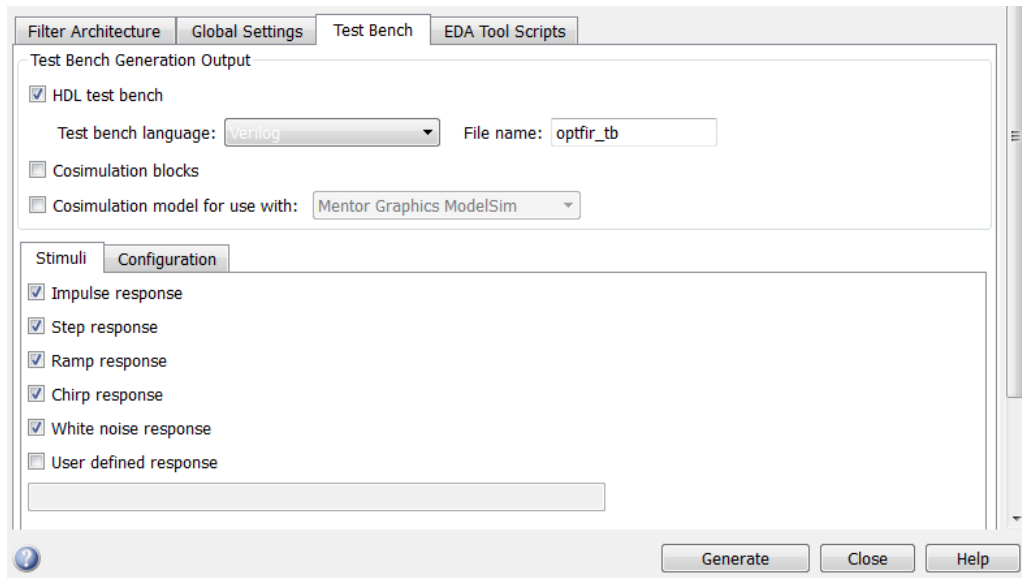 Filter Architecture Global Settings Test Bench EDA Tool Scripts
Test Bench Generation Output
HDL test bench
Test bench language: Verilog File name: optfir_tb
Cosimulation blocks
Cosimulation model for use with: Mentor Graphics ModelSim
Stimuli Configuration
Impulse response
Step response
Ramp response
Chirp response
White noise response
User defined response
Generate Close Help